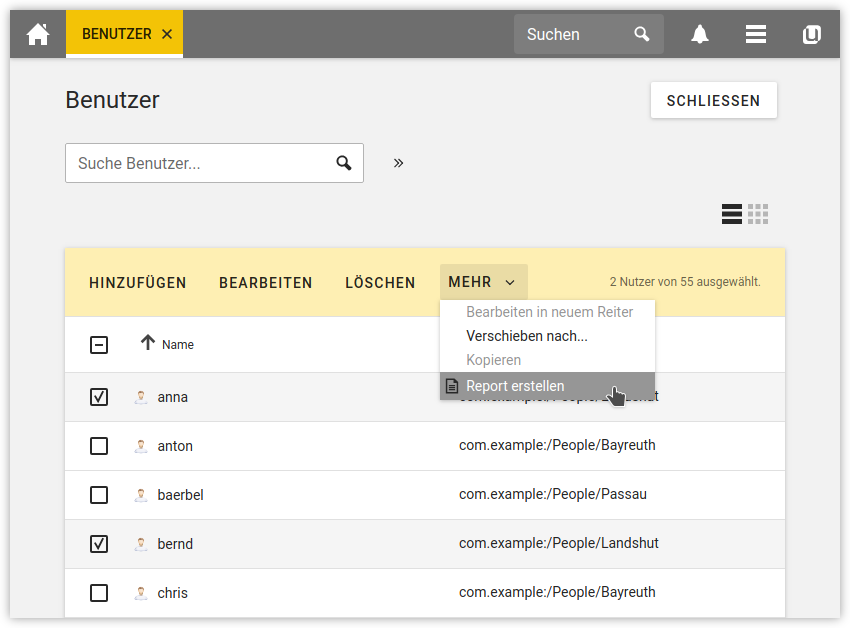 BENUTZER
Suchen
Benutzer
SCHLIESSEN
Suche Benutzer...
HINZUFÜGEN BEARBEITEN LÖSCHEN MEHR 2 Nutzer von 55 ausgewählt.
Bearbeiten in neuem Reiter
Verschieben nach...
Kopieren
Report erstellen
Name
anna
anton com.example:/People/Bayreuth
baerbel com.example:/People/Passau
bernd com.example:/People/Landshut
chris com.example:/People/Bayreuth